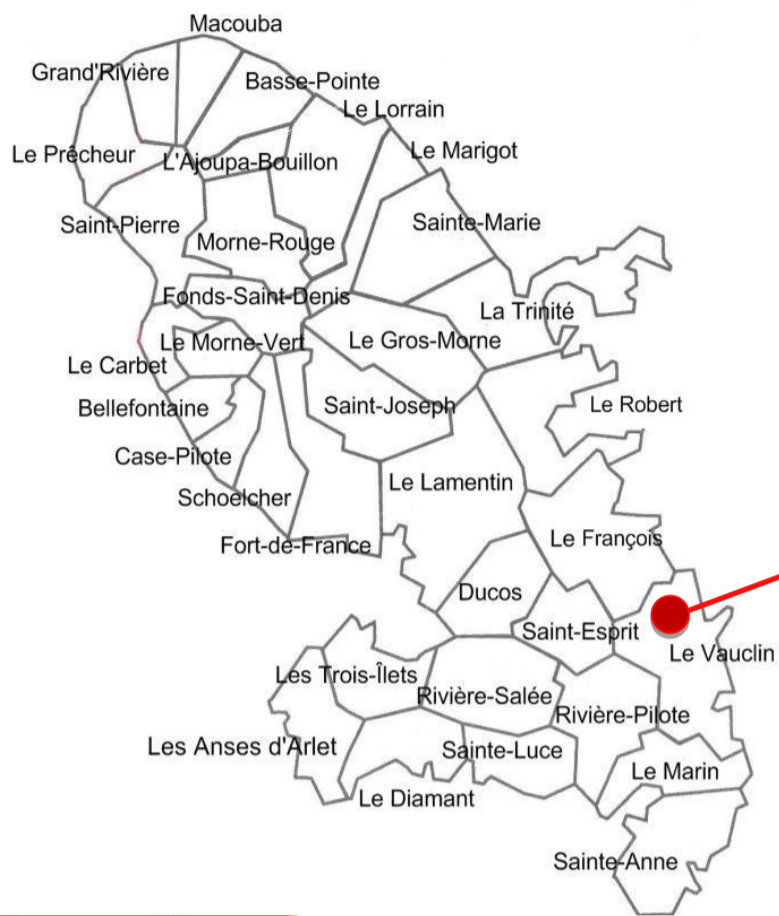 Macouba
Grand'Rivière
Basse-Pointe
Le Lorrain
Le Prêcheur
L'Ajoupa-Bouillon
Le Marigot
Saint-Pierre
Sainte-Marie
Morne-Rouge
Fonds-Saint-Denis
La Trinité
Le Morne-Vert
Le Gros-Morne
Le Carbet
Bellefontaine
Saint-Joseph
Le Robert
Case-Pilote
Le Lamentin
Schoelcher
Fort-de-France
Le François
Ducos
Saint-Esprit
Le Vauclin
Les Trois-Îlets
Rivière-Salée
Rivière-Pilote
Les Anses d'Arlet
Sainte-Luce
Le Marin
Le Diamant
Sainte-Anne